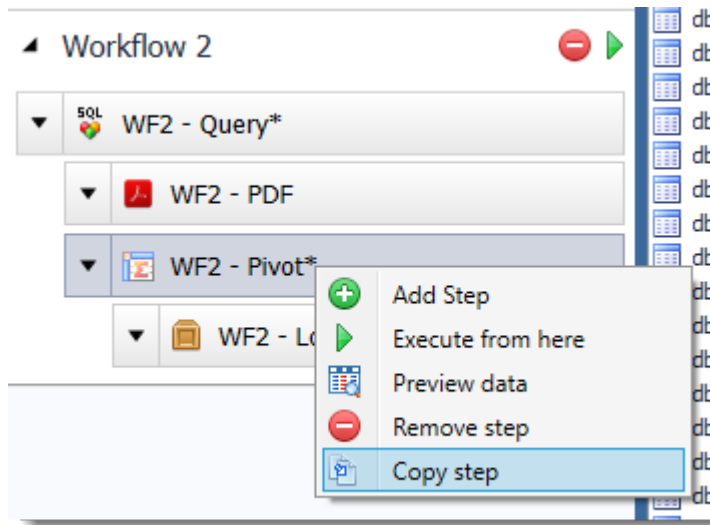 Workflow 2
SQL
WF2 - Query*
WF2 - PDF
WF2 - Pivot*
Add Step
WF2 -
Execute from here
Preview data
Remove step
Copy step